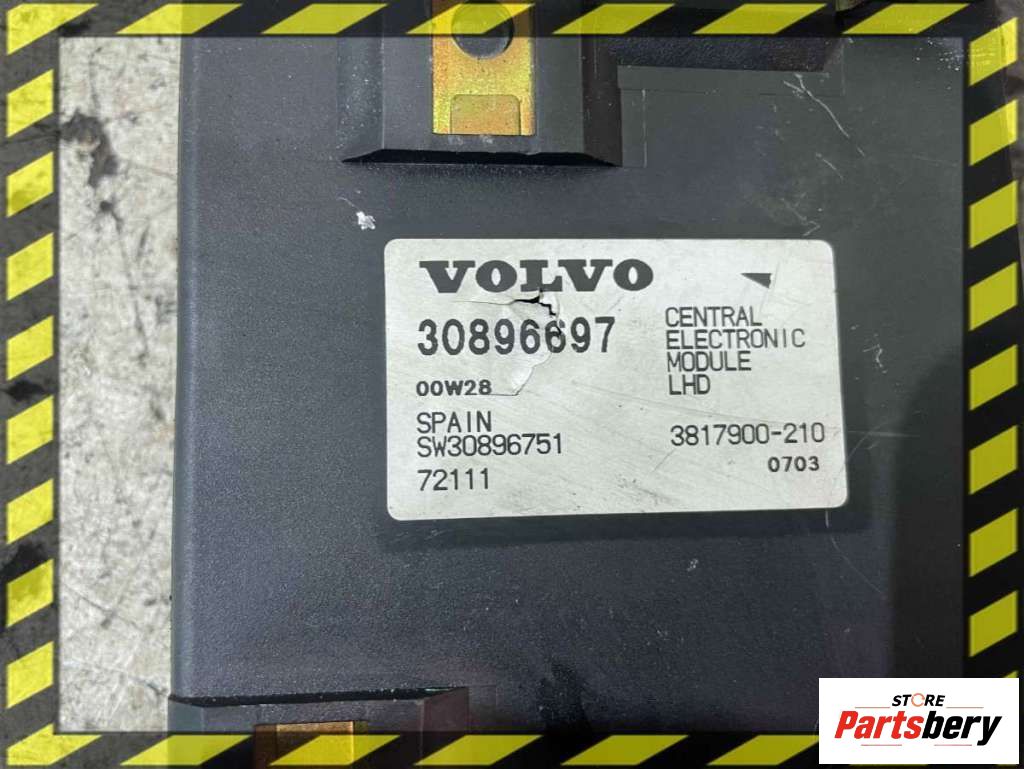 VOLVO
30896697
00W28
SPAIN
SW30896751
72111
CENTRAL
ELECTRONIC
MODULE
LHD
3817900-210
0703
STORE
Partsbery